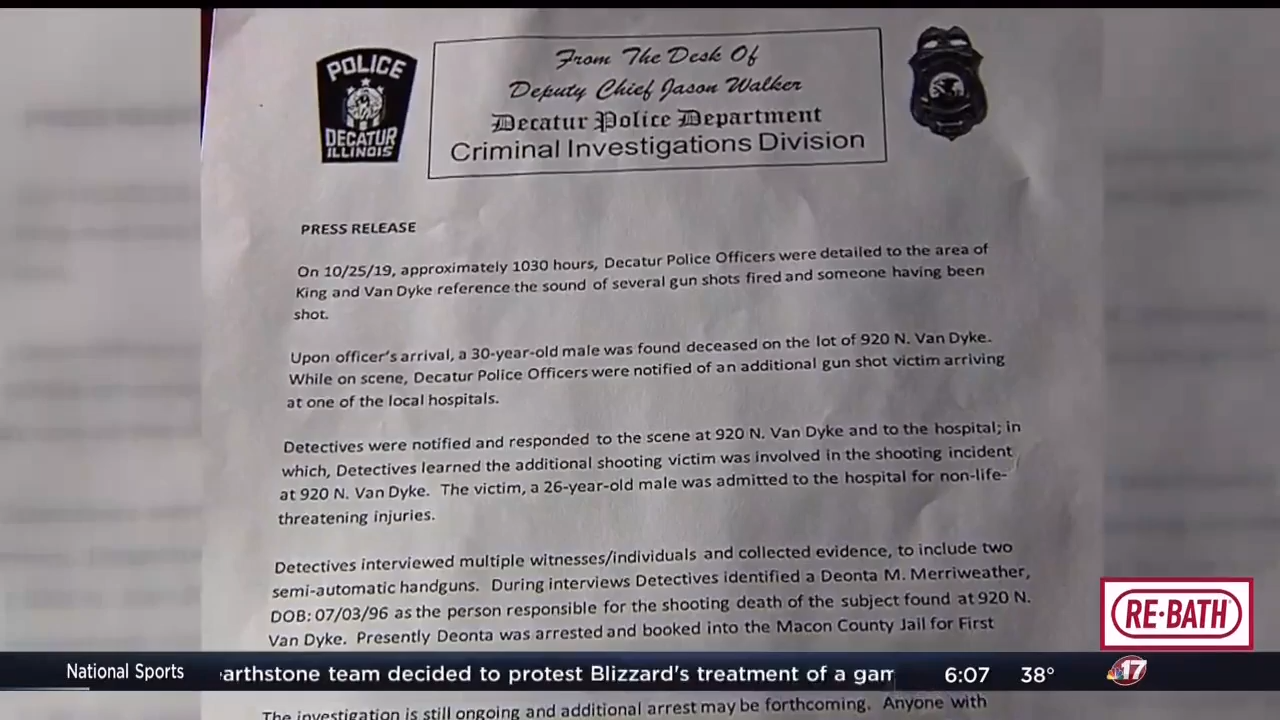 POLICE
DECATUR
ILLINOIS
From The Desk Of
Deputy Chief Jason Walker
Decatur Police Department
Criminal Investigations Division
PRESS RELEASE
On 10/25/19, approximately 1030 hours, Decatur Police Officers were detailed to the area of
King and Van Dyke reference the sound of several gun shots fired and someone having been
shot.
Upon officer's arrival, a 30-year-old male was found deceased on the lot of 920 N. Van Dyke.
While on scene, Decatur Police Officers were notified of an additional gun shot victim arriving
at one of the local hospitals.
Detectives were notified and responded to the scene at 920 N. Van Dyke and to the hospital; in
which, Detectives learned the additional shooting victim was involved in the shooting incident
at 920 N. Van Dyke. The victim, a 26-year-old male was admitted to the hospital for non-life-
threatening injuries.
Detectives interviewed multiple witnesses/individuals and collected evidence, to include two
semi-automatic handguns. During interviews Detectives identified a Deonta M. Merriweather,
DOB: 07/03/96 as the person responsible for the shooting death of the subject found at 920 N.
Van Dyke. Presently Deonta was arrested and booked into the Macon County Jail for First
RE·BATH
National Sports arthstone team decided to protest Blizzard's treatment of a gam 6:07 38° 17
The investigation is still ongoing and additional arrest may be forthcoming. Anyone with